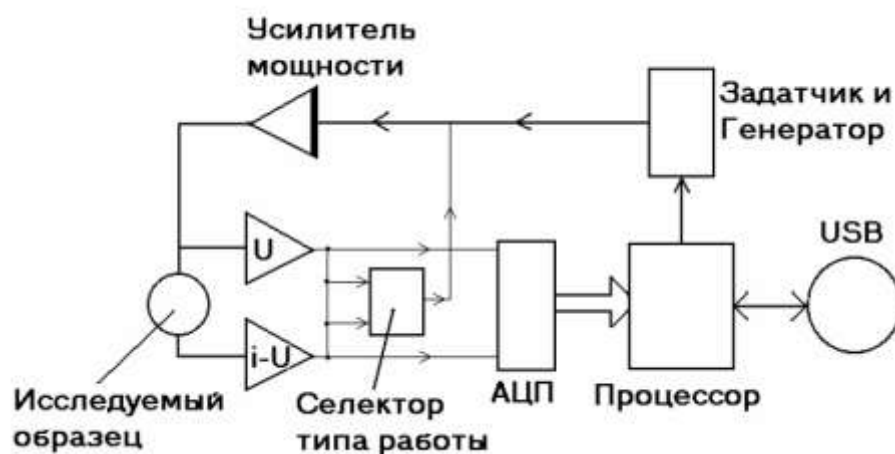 Усилитель
мощности
Задатчик и
Генератор
U
USB
i-U
АЦП
Процессор
Исследуемый
образец
Селектор
типа работы